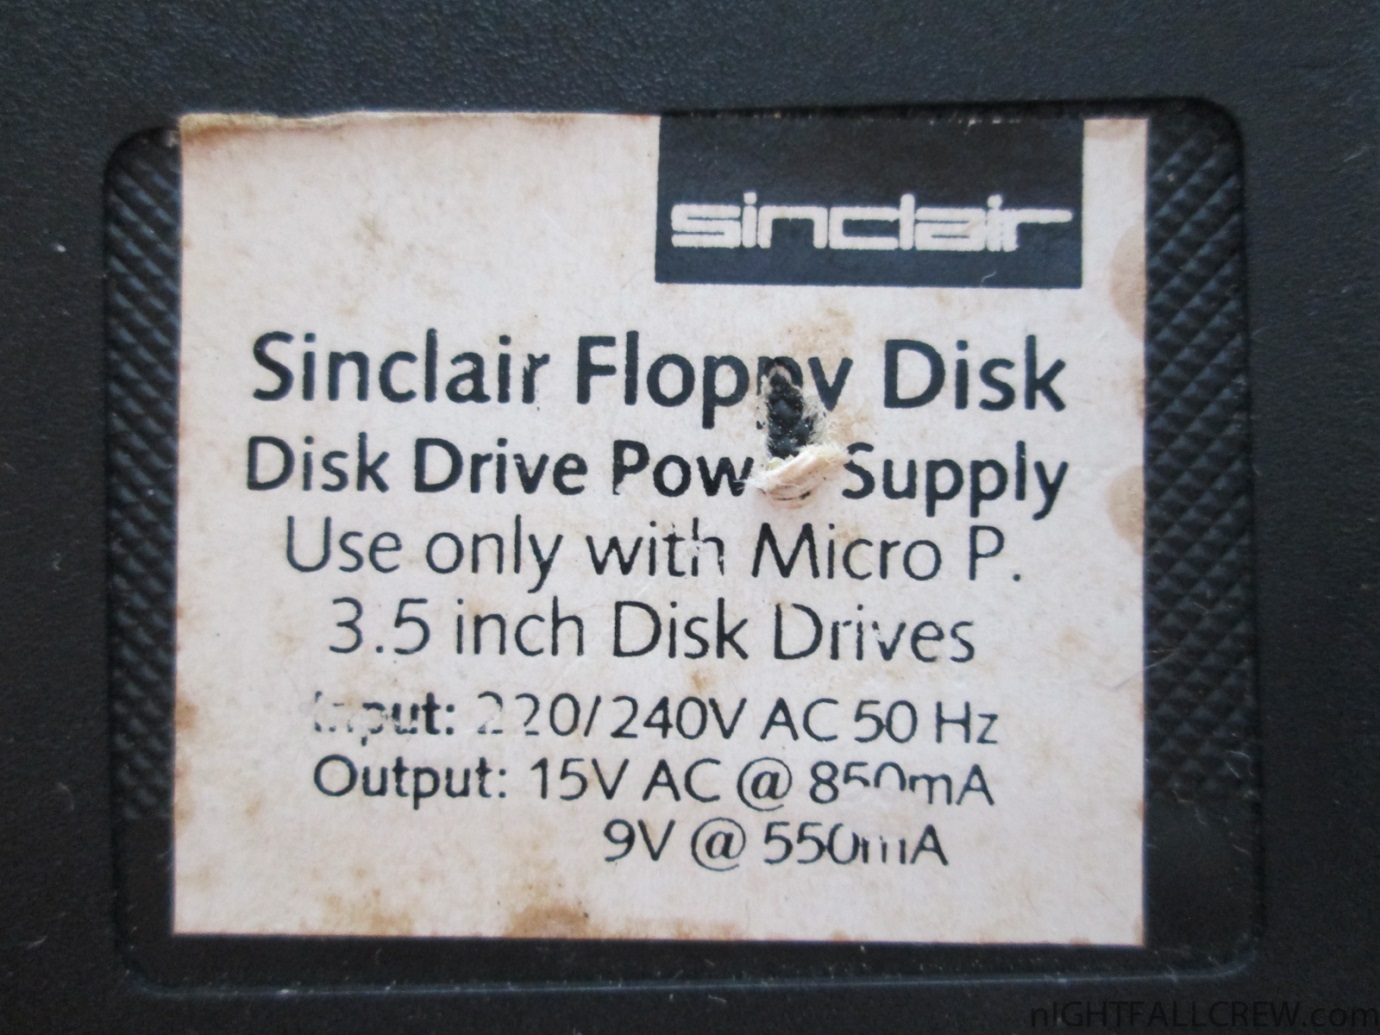 sinclair
Sinclair Floppy Disk
Disk Drive Power Supply
Use only with Micro P.
3.5 inch Disk Drives
Input: 220/240V AC 50 Hz
Output: 15V AC @ 850mA
9V @ 550mA
nIGHTFALLCREW.com